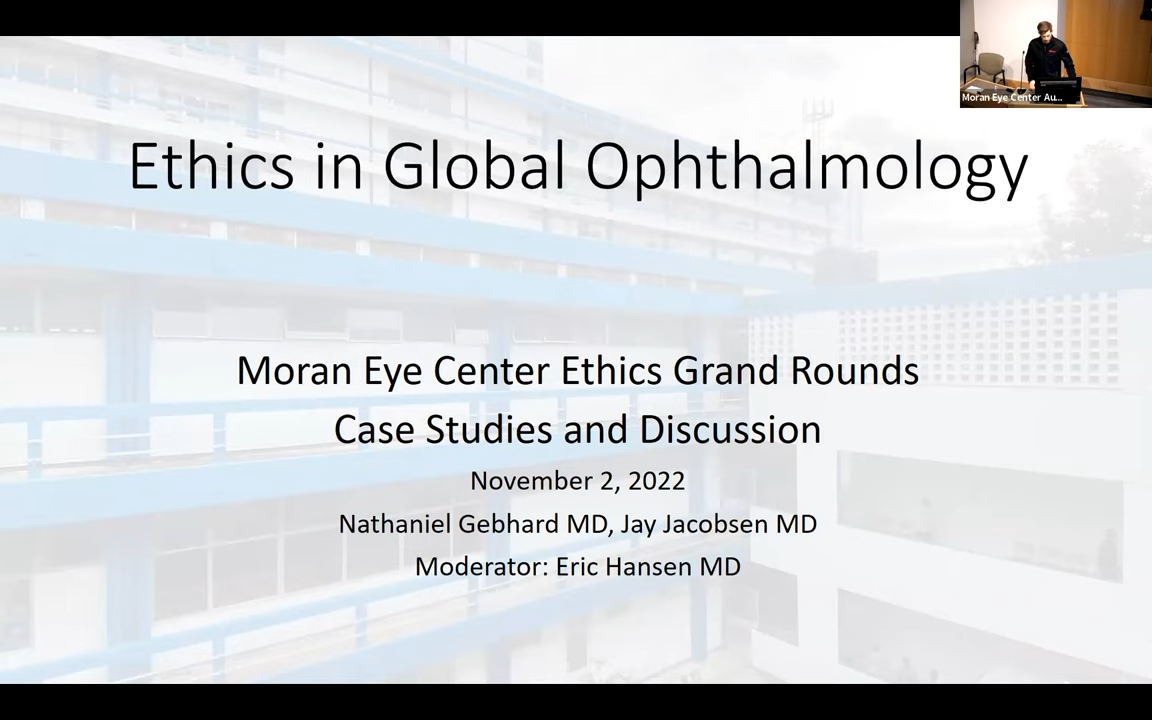 Ethics in Global Ophthalmology
Moran Eye Center Ethics Grand Rounds
Case Studies and Discussion
November 2, 2022
Nathaniel Gebhard MD, Jay Jacobsen MD
Moderator: Eric Hansen MD
Moran Eye Center Au...